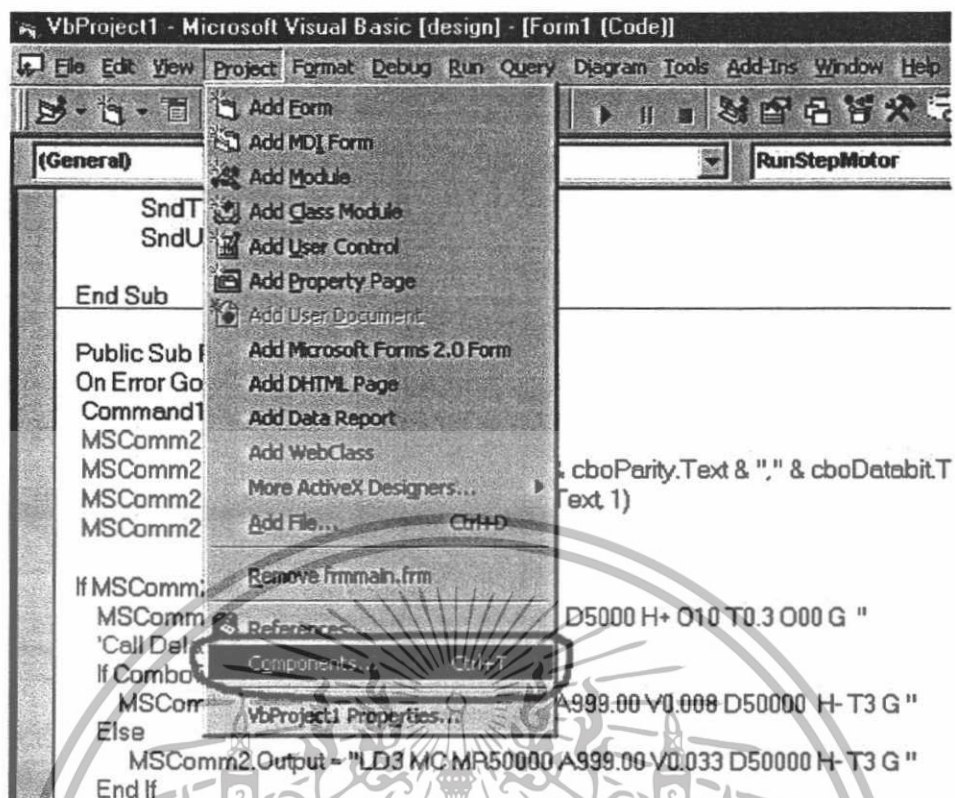 VbProject1 - Microsoft Visual Basic [design] - [Form1 (Code)]
File Edit View Project Format Debug Run Query Diagram Tools Add-Ins Window Help
(General) RunStepMotor
Add Form
Add MDI Form
Add Module
Add Class Module
Add User Control
Add Property Page
Add User Document
Add Microsoft Forms 2.0 Form
Add DHTML Page
Add Data Report
Add WebClass
More ActiveX Designers...
Add File... Ctrl+D
Remove frmmain.frm
References...
Components... Ctrl+T
VbProject1 Properties...
SndT
SndU
End Sub
Public Sub
On Error Go
Command1
MSComm2
MSComm2 & cboParity.Text & "," & cboDatabit.T
MSComm2 Text, 1)
MSComm2
If MSComm
MSComm D5000 H+ O10 T0.3 O00 G "
'Call Del
If Combo
MSCom A999.00 V0.008 D50000 H- T3 G "
Else
MSComm2.Output = "LD3 MC MR50000 A999.00 V0.033 D50000 H- T3 G "
End If